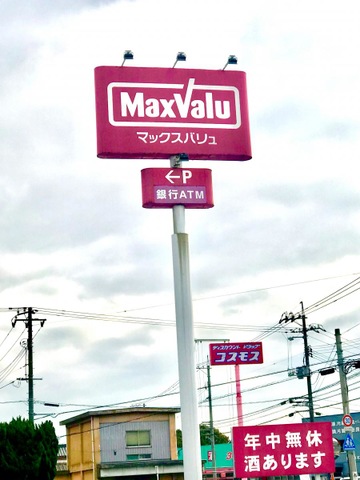 MaxValu
マックスバリュ
←P
銀行ATM
ディスカウント ドラッグ
コスモス
年中無休
酒あります